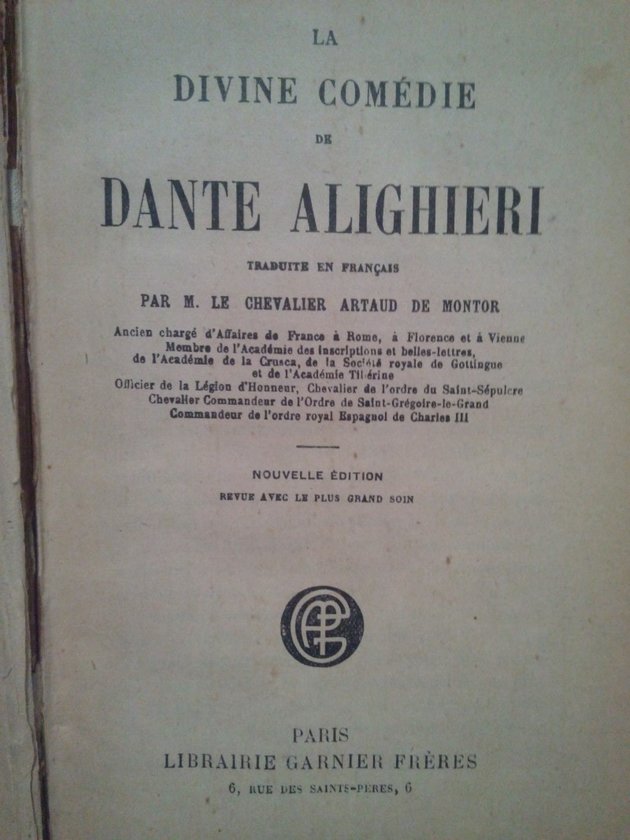 LA
DIVINE COMÉDIE
DE
DANTE ALIGHIERI
TRADUITE EN FRANÇAIS
PAR M. LE CHEVALIER ARTAUD DE MONTOR
Ancien chargé d'Affaires de France à Rome, à Florence et à Vienne
Membre de l'Académie des inscriptions et belles-lettres,
de l'Académie de la Crusca, de la Société royale de Gottingue
et de l'Académie Tibérine
Officier de la Légion d'Honneur, Chevalier de l'ordre du Saint-Sépulcre
Chevalier Commandeur de l'Ordre de Saint-Grégoire-le-Grand
Commandeur de l'ordre royal Espagnol de Charles III
NOUVELLE ÉDITION
REVUE AVEC LE PLUS GRAND SOIN
PARIS
LIBRAIRIE GARNIER FRÈRES
6, RUE DES SAINTS-PÈRES, 6